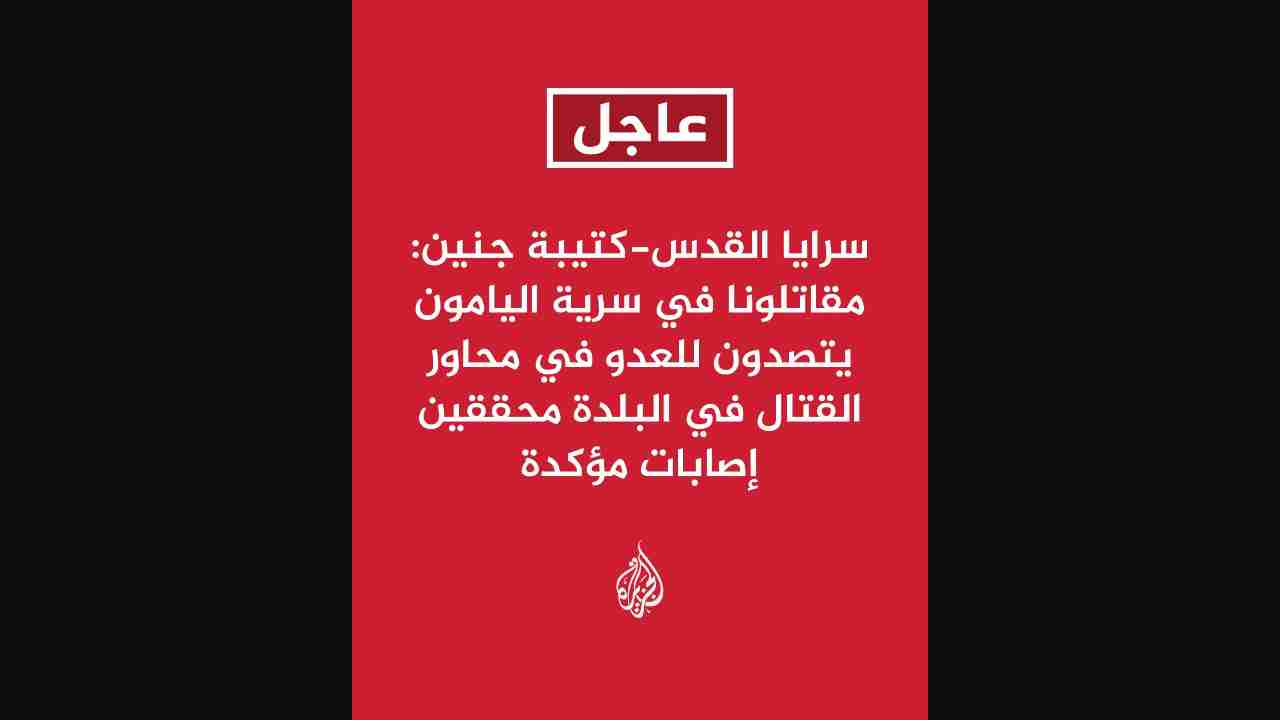 عاجل
سرايا القدس-كتيبة جنين:
مقاتلونا في سرية اليامون
يتصدون للعدو في محاور
القتال في البلدة محققين
إصابات مؤكدة
الجزيرة